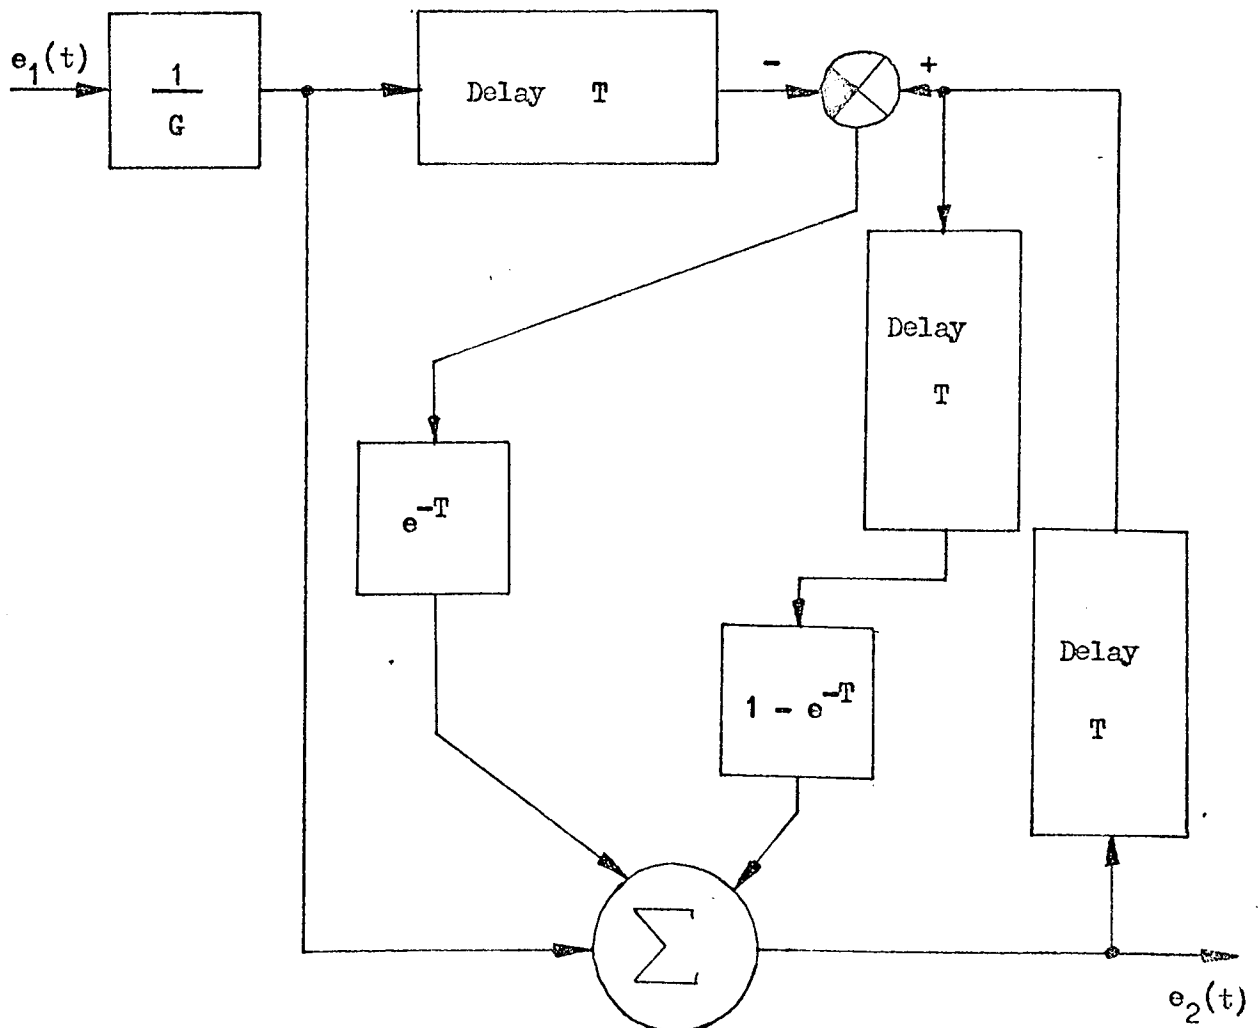 e₁(t)
1
G
Delay T
-
+
Delay
T
e⁻ᵀ
1 - e⁻ᵀ
Delay
T
Σ
e₂(t)